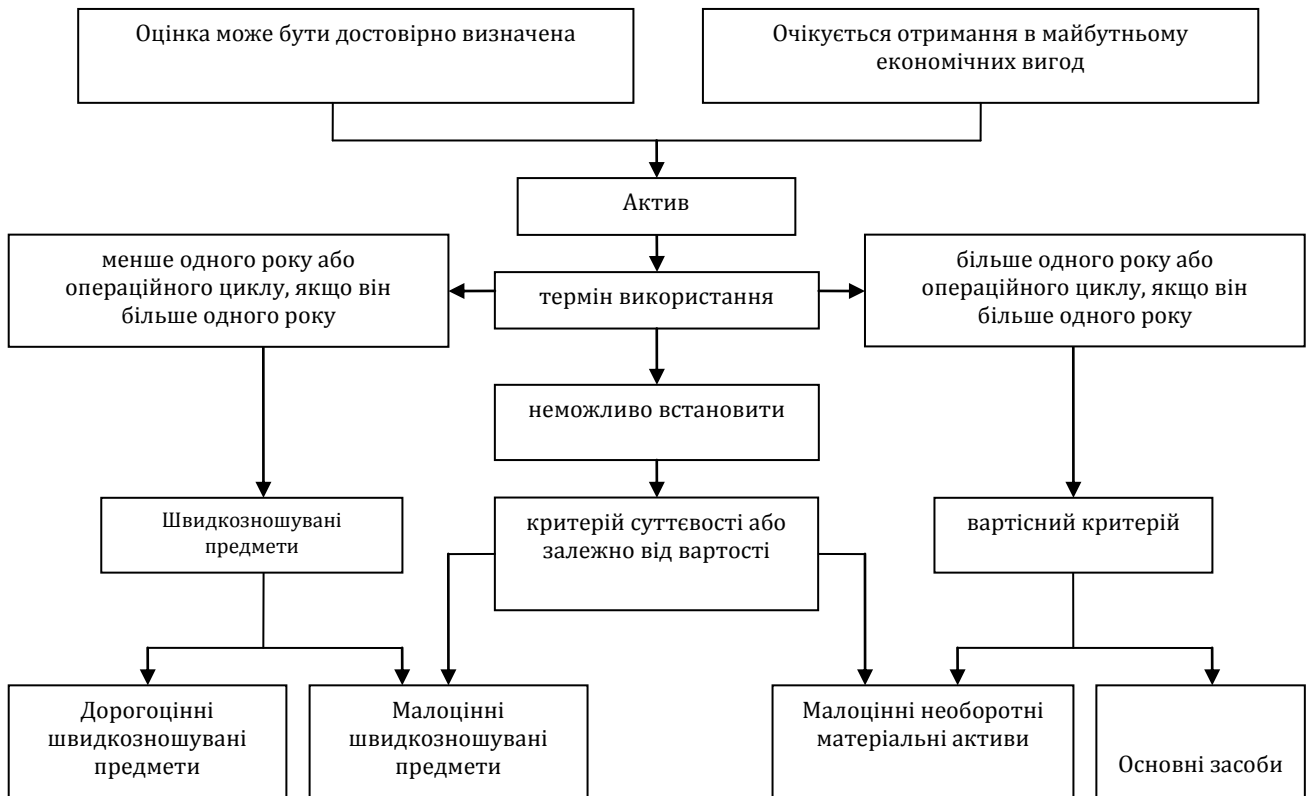 Оцінка може бути достовірно визначена
Очікується отримання в майбутньому
економічних вигод
Актив
менше одного року або
операційного циклу, якщо він
більше одного року
термін використання
більше одного року або
операційного циклу, якщо він
більше одного року
неможливо встановити
Швидкозношувані
предмети
критерій суттєвості або
залежно від вартості
вартісний критерій
Дорогоцінні
швидкозношувані
предмети
Малоцінні
швидкозношувані
предмети
Малоцінні необоротні
матеріальні активи
Основні засоби